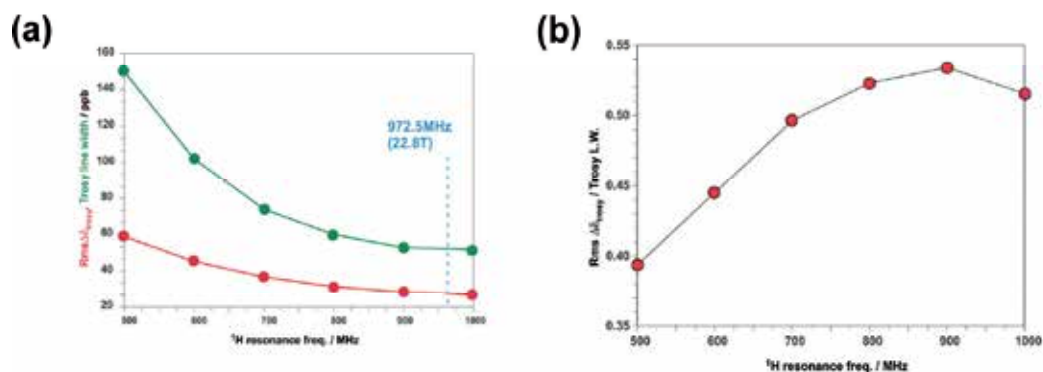 (a)
160
140
120
100
80
60
40
20
Rms Δδtrosy, Trosy line width / ppb
972.5MHz
(22.8T)
500 600 700 800 900 1000
¹H resonance freq. / MHz
(b)
0.55
0.50
0.45
0.40
0.35
Rms Δδtrosy / Trosy L.W.
500 600 700 800 900 1000
¹H resonance freq. / MHz